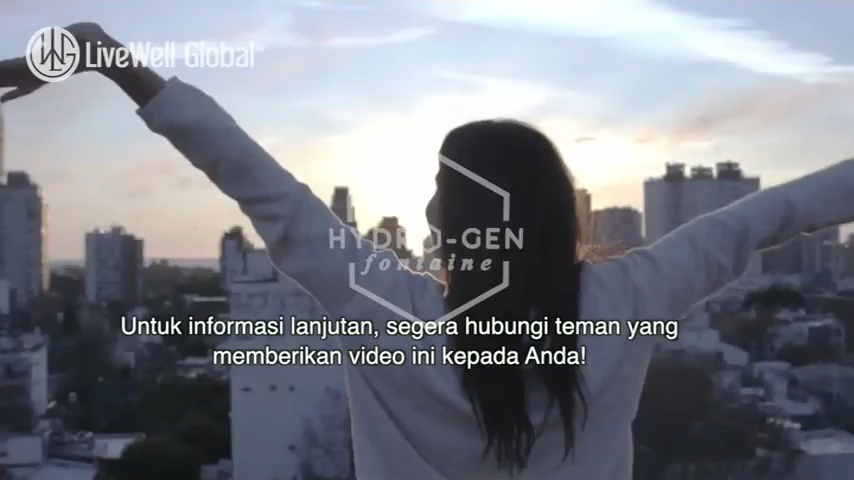 LiveWell Global
HYDRO-GEN
fontaine
Untuk informasi lanjutan, segera hubungi teman yang
memberikan video ini kepada Anda!